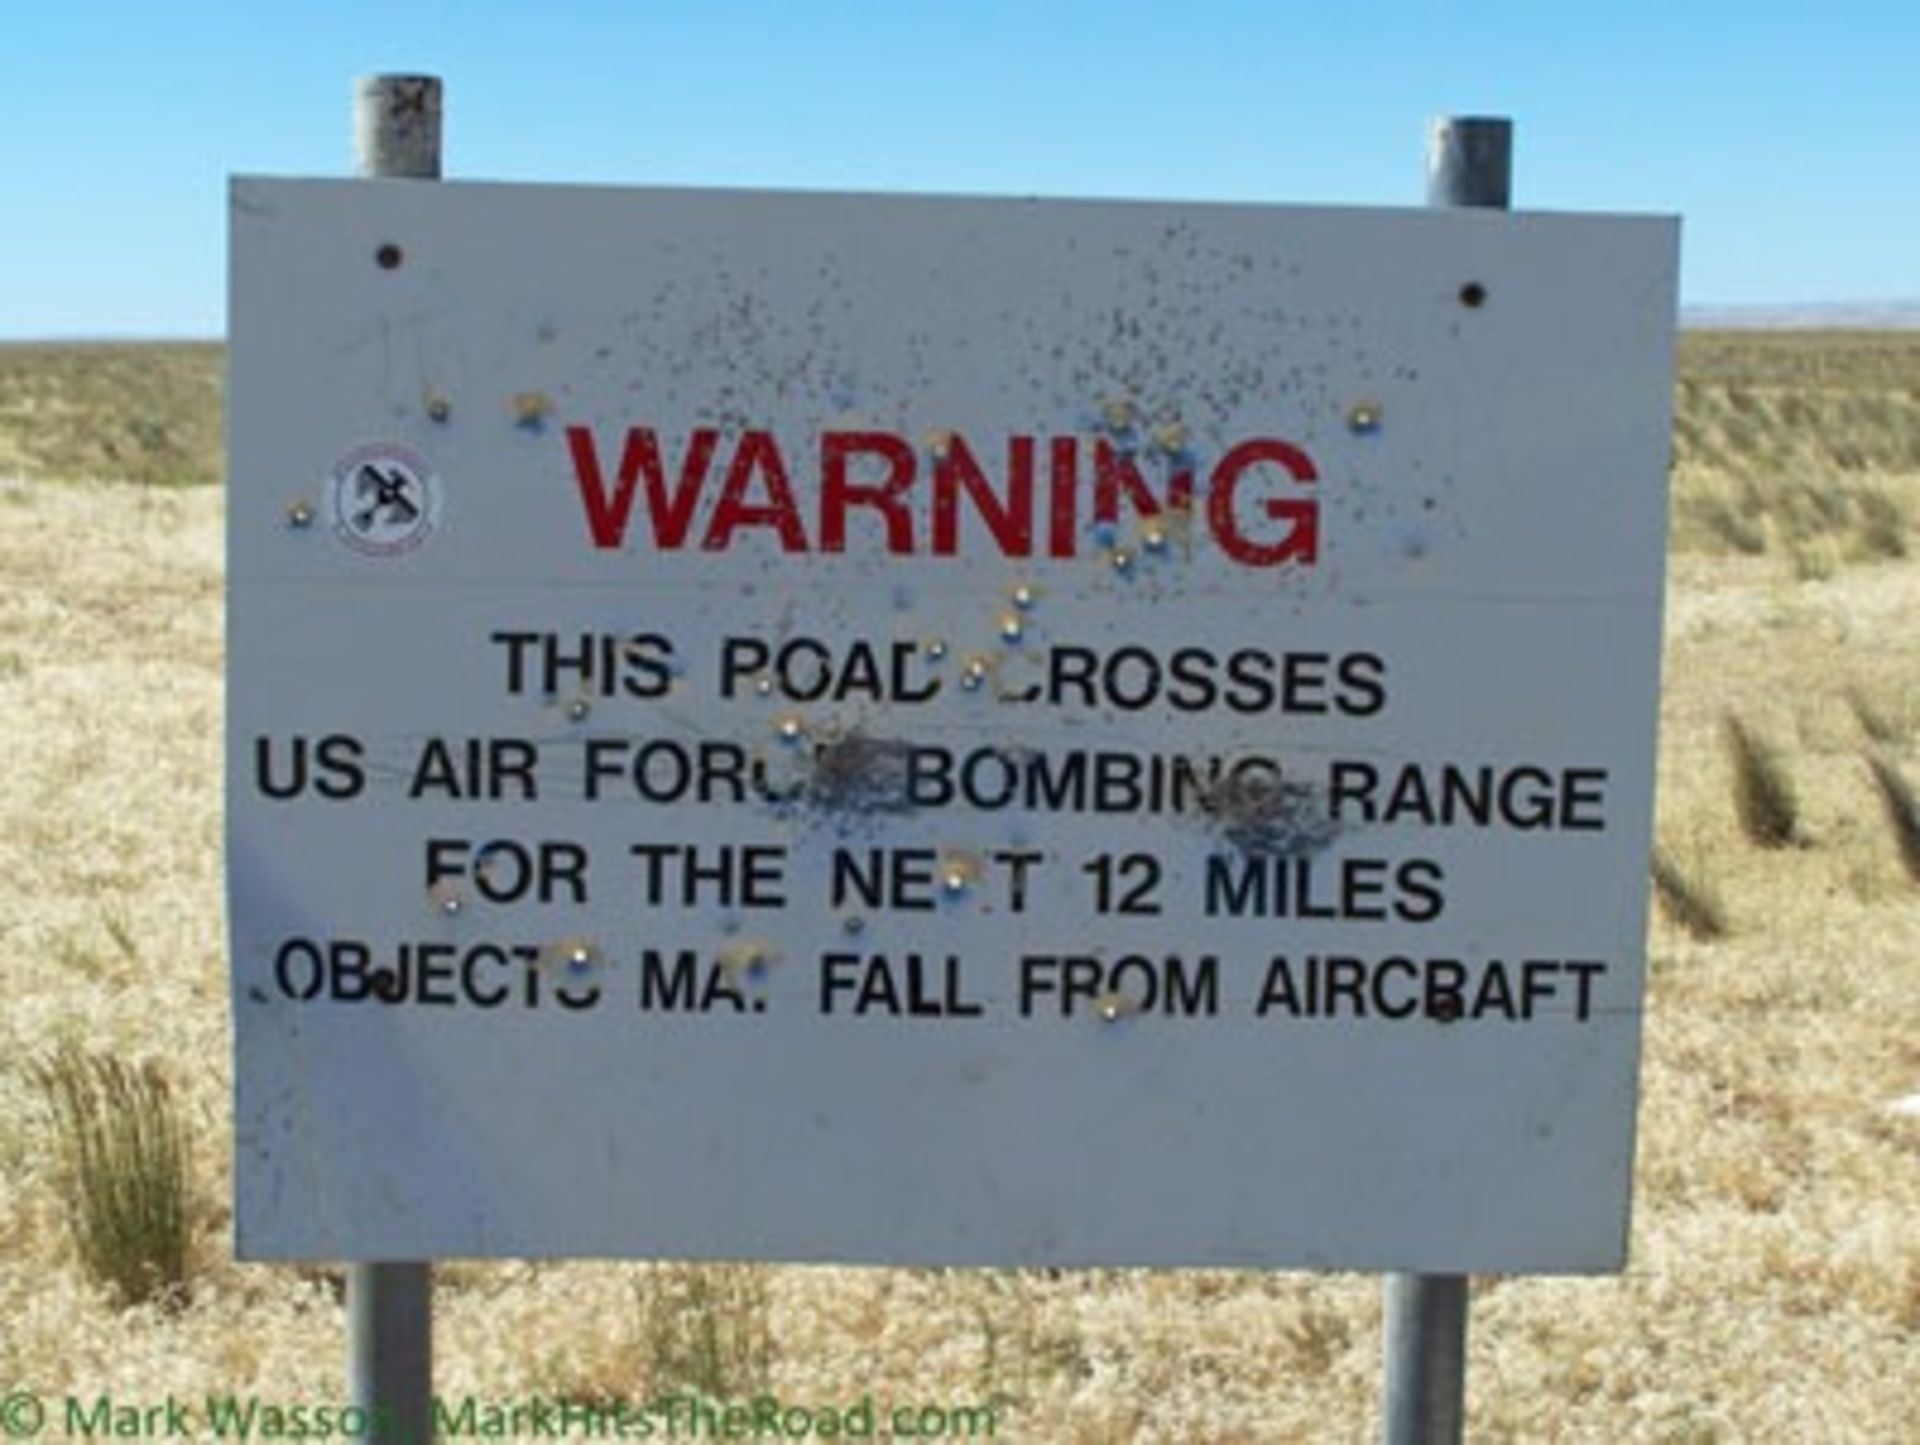 WARNING
THIS ROAD CROSSES
US AIR FORCE BOMBING RANGE
FOR THE NEXT 12 MILES
OBJECTS MAY FALL FROM AIRCRAFT
© Mark Wasson MarkHitsTheRoad.com